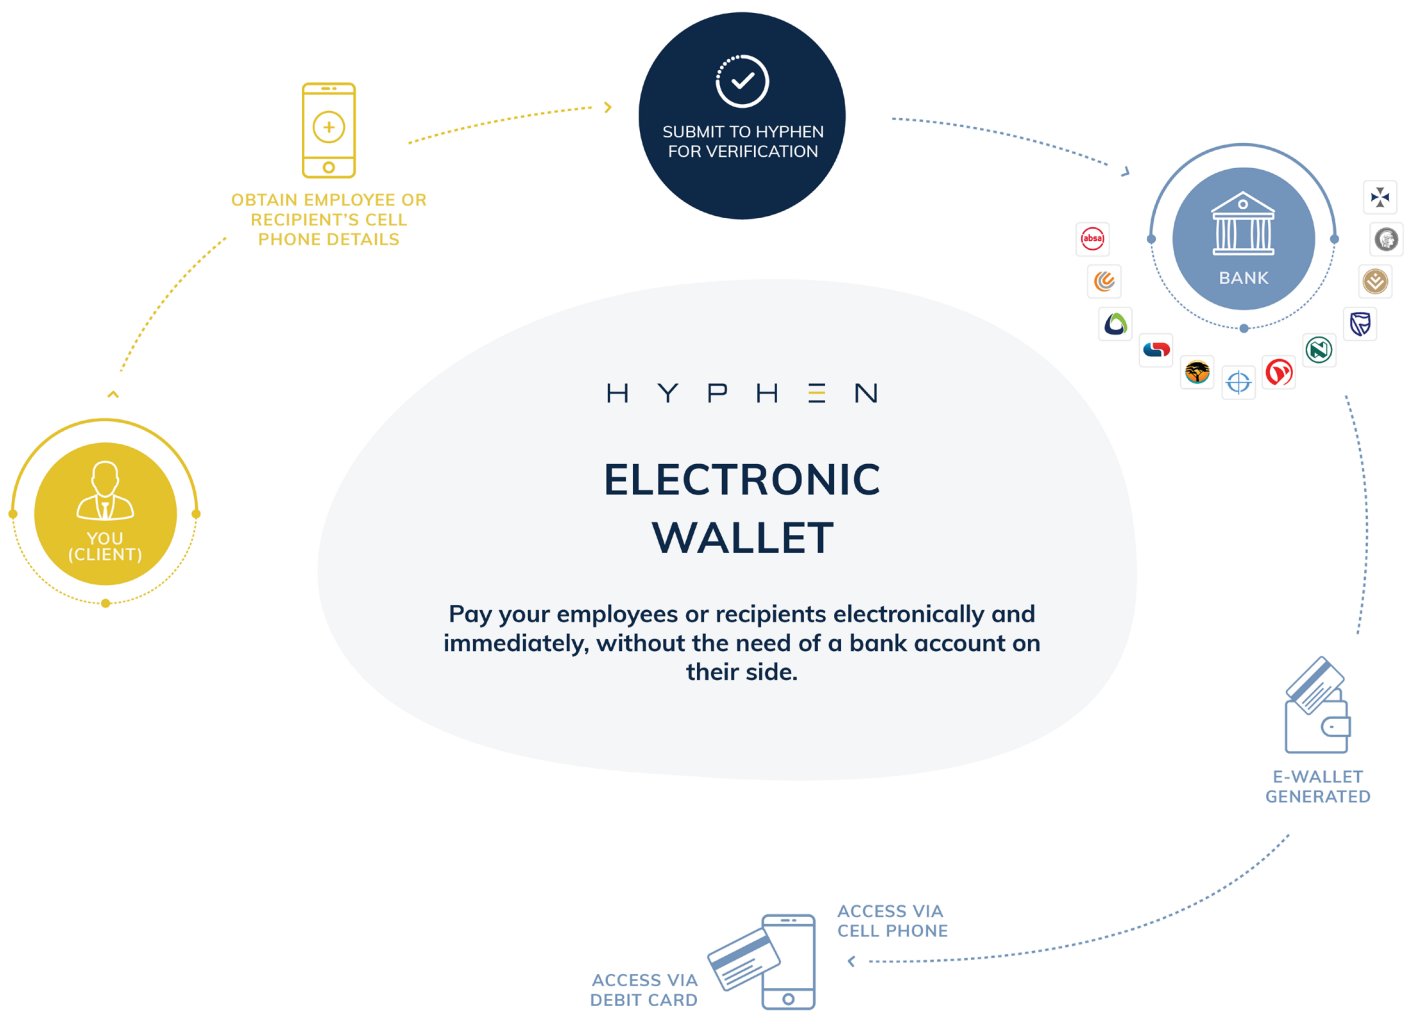 SUBMIT TO HYPHEN
FOR VERIFICATION
OBTAIN EMPLOYEE OR
RECIPIENT'S CELL
PHONE DETAILS
BANK
absa
HYPHEN
ELECTRONIC
WALLET
YOU
(CLIENT)
Pay your employees or recipients electronically and
immediately, without the need of a bank account on
their side.
E-WALLET
GENERATED
ACCESS VIA
CELL PHONE
ACCESS VIA
DEBIT CARD